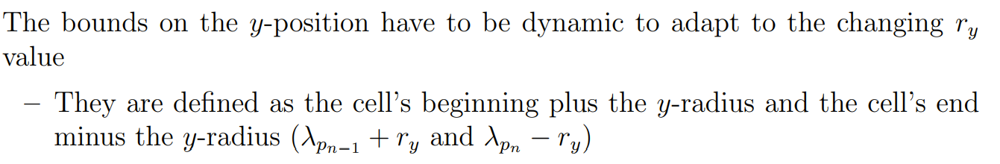 The bounds on the y-position have to be dynamic to adapt to the changing r_y
value
– They are defined as the cell's beginning plus the y-radius and the cell's end
minus the y-radius (λ_{p_{n−1}} + r_y and λ_{p_n} − r_y)